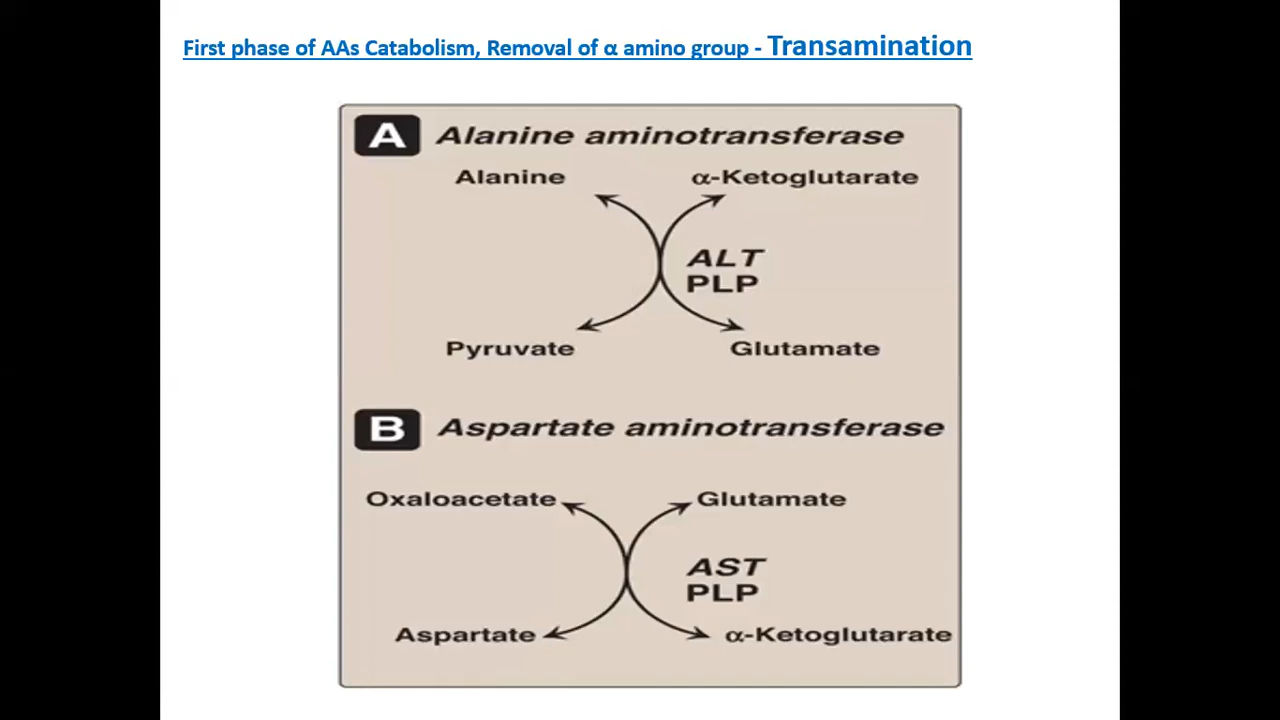 First phase of AAs Catabolism, Removal of α amino group - Transamination
A Alanine aminotransferase
Alanine α-Ketoglutarate
ALT
PLP
Pyruvate Glutamate
B Aspartate aminotransferase
Oxaloacetate Glutamate
AST
PLP
Aspartate α-Ketoglutarate